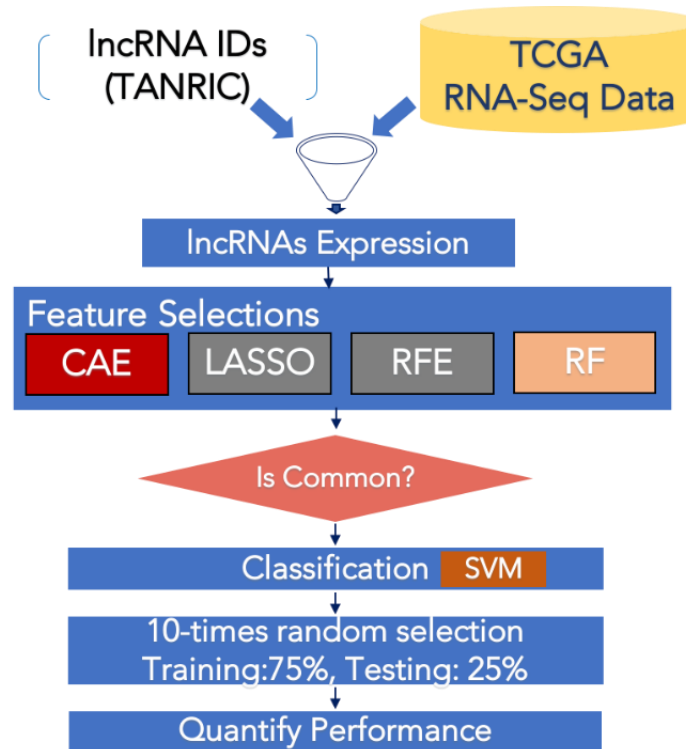 lncRNA IDs
(TANRIC)
TCGA
RNA-Seq Data
lncRNAs Expression
Feature Selections
CAE
LASSO
RFE
RF
Is Common?
Classification
SVM
10-times random selection
Training:75%, Testing: 25%
Quantify Performance